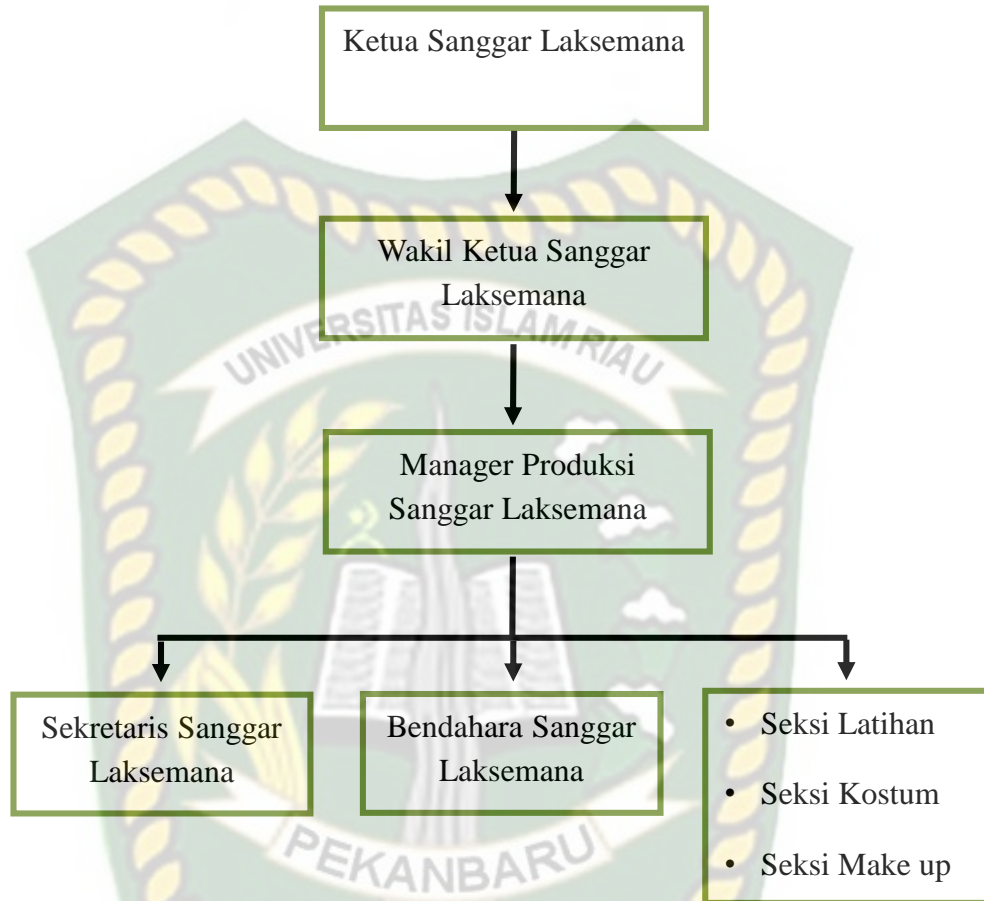 Ketua Sanggar Laksemana
Wakil Ketua Sanggar
Laksemana
UNIVERSITAS ISLAM RIAU
Manager Produksi
Sanggar Laksemana
Sekretaris Sanggar
Laksemana
Bendahara Sanggar
Laksemana
• Seksi Latihan
• Seksi Kostum
• Seksi Make up
PEKANBARU